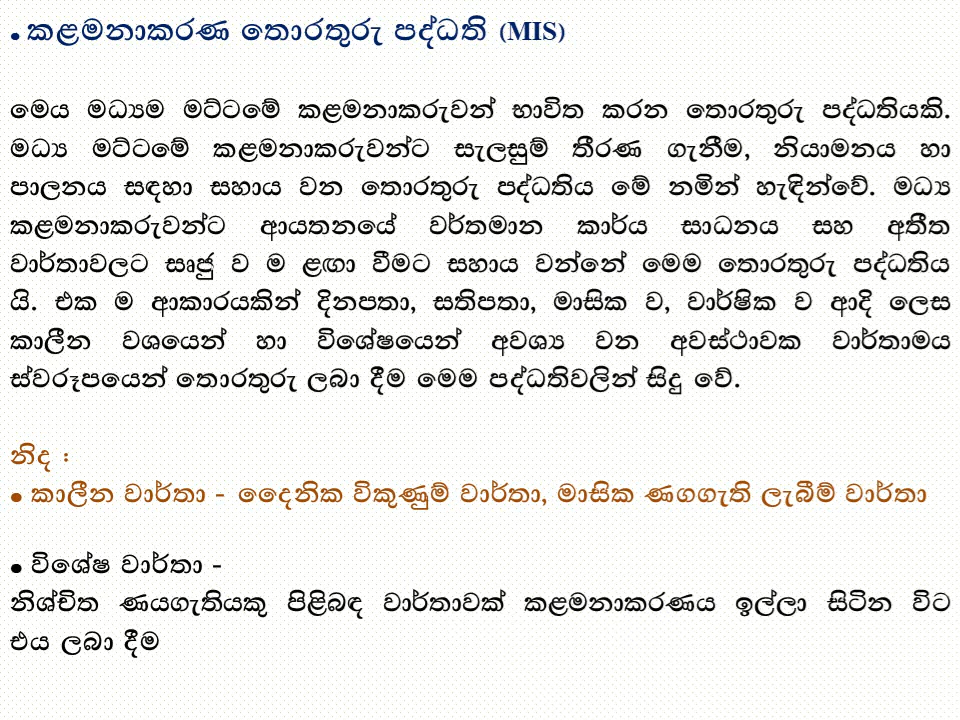 • කළමනාකරණ තොරතුරු පද්ධති (MIS)
මෙය මධ්‍යම මට්ටමේ කළමනාකරුවන් භාවිත කරන තොරතුරු පද්ධතියකි.
මධ්‍ය මට්ටමේ කළමනාකරුවන්ට සැලසුම් තීරණ ගැනීම, නියාමනය හා
පාලනය සඳහා සහාය වන තොරතුරු පද්ධතිය මේ නමින් හැඳින්වේ. මධ්‍ය
කළමනාකරුවන්ට ආයතනයේ වර්තමාන කාර්ය සාධනය සහ අතීත
වාර්තාවලට සෘජු ව ම ළඟා වීමට සහාය වන්නේ මෙම තොරතුරු පද්ධතිය
යි. එක ම ආකාරයකින් දිනපතා, සතිපතා, මාසික ව, වාර්ෂික ව ආදි ලෙස
කාලීන වශයෙන් හා විශේෂයෙන් අවශ්‍ය වන අවස්ථාවක වාර්තාමය
ස්වරූපයෙන් තොරතුරු ලබා දීම මෙම පද්ධතිවලින් සිදු වේ.
නිද :
• කාලීන වාර්තා - දෛනික විකුණුම් වාර්තා, මාසික ණගගැති ලැබීම් වාර්තා
• විශේෂ වාර්තා -
නිශ්චිත ණයගැතියකු පිළිබඳ වාර්තාවක් කළමනාකරණය ඉල්ලා සිටින විට
එය ලබා දීම